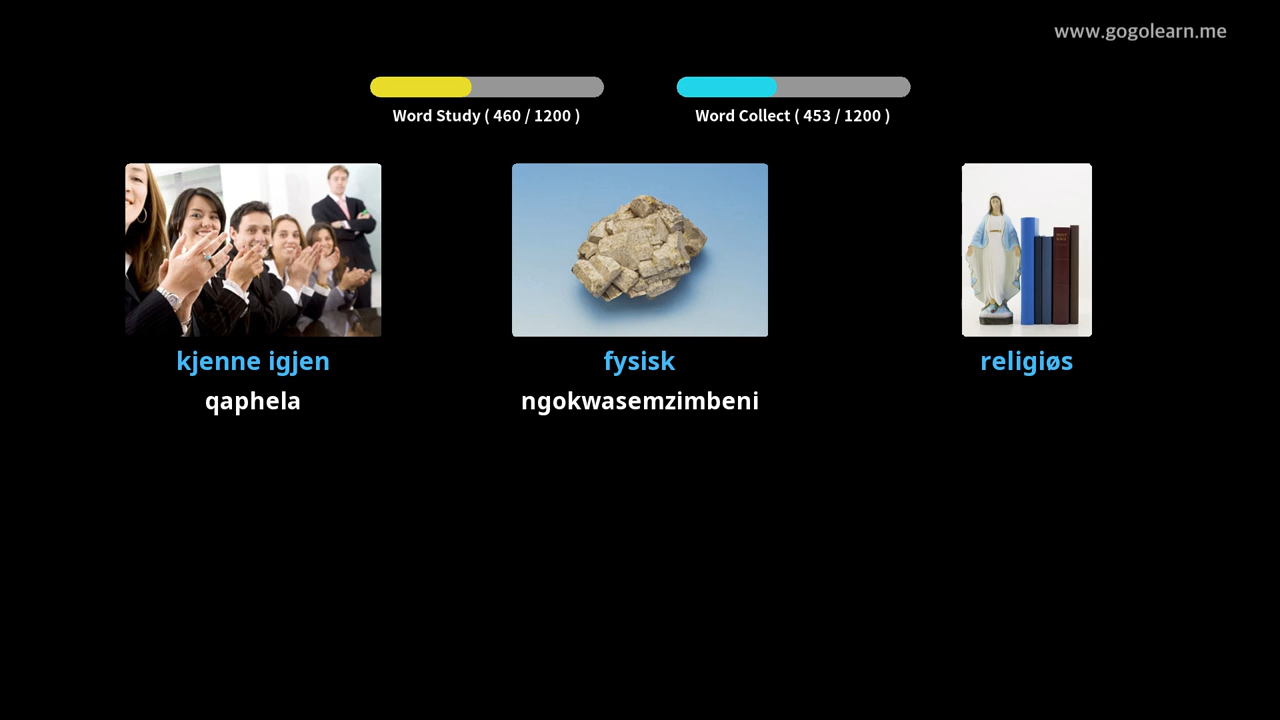 www.gogolearn.me
Word Study ( 460 / 1200 )
Word Collect ( 453 / 1200 )
kjenne igjen
qaphela
fysisk
ngokwasemzimbeni
religiøs